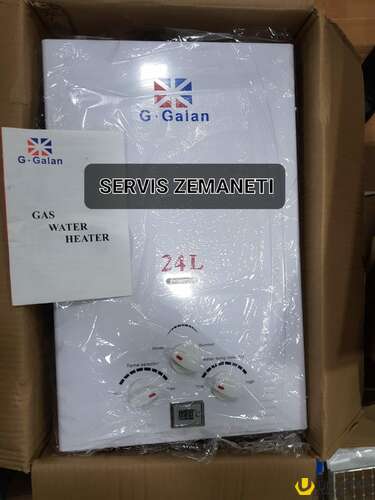 G·Galan
G·Galan
SERVIS ZEMANETI
GAS
WATER
HEATER
24L